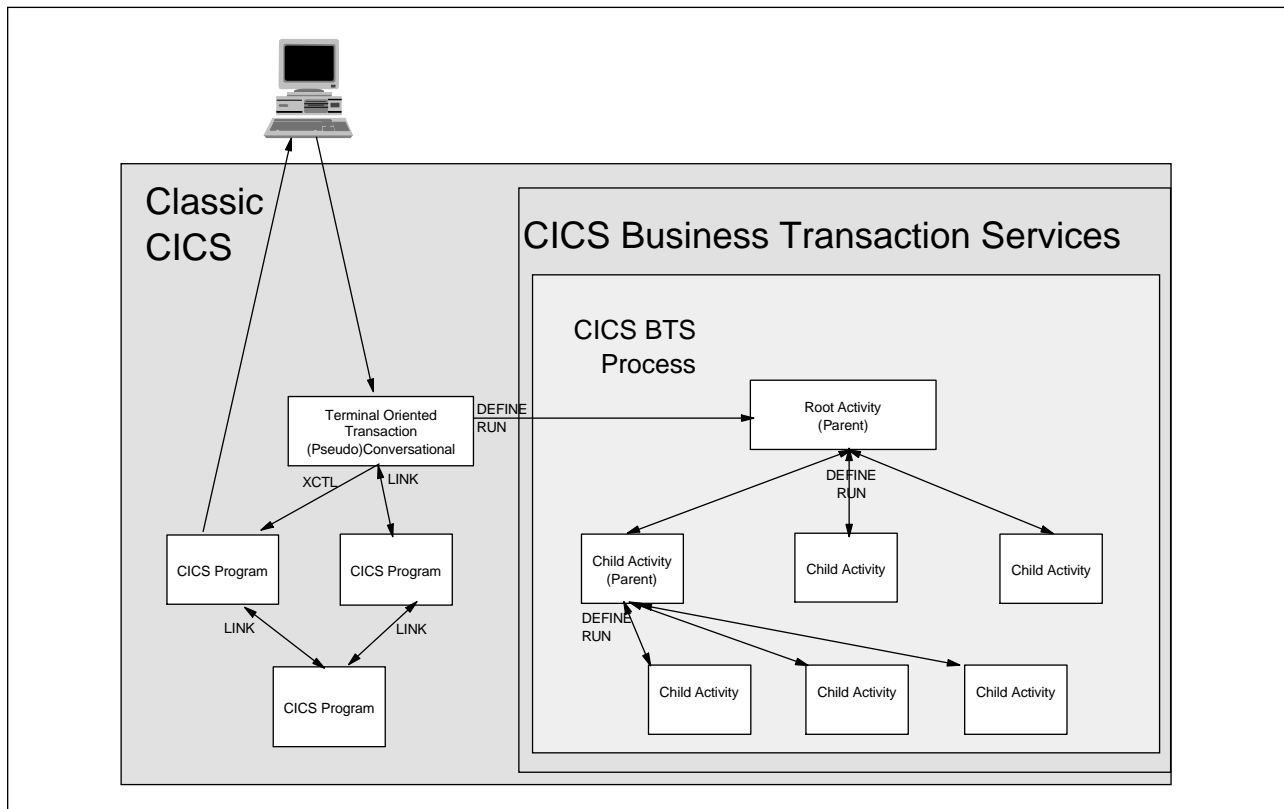 Classic
CICS
CICS Business Transaction Services
CICS BTS
Process
Terminal Oriented
Transaction
(Pseudo)Conversational
DEFINE
RUN
Root Activity
(Parent)
XCTL
LINK
DEFINE
RUN
CICS Program
CICS Program
Child Activity
(Parent)
Child Activity
Child Activity
LINK
LINK
DEFINE
RUN
CICS Program
Child Activity
Child Activity
Child Activity